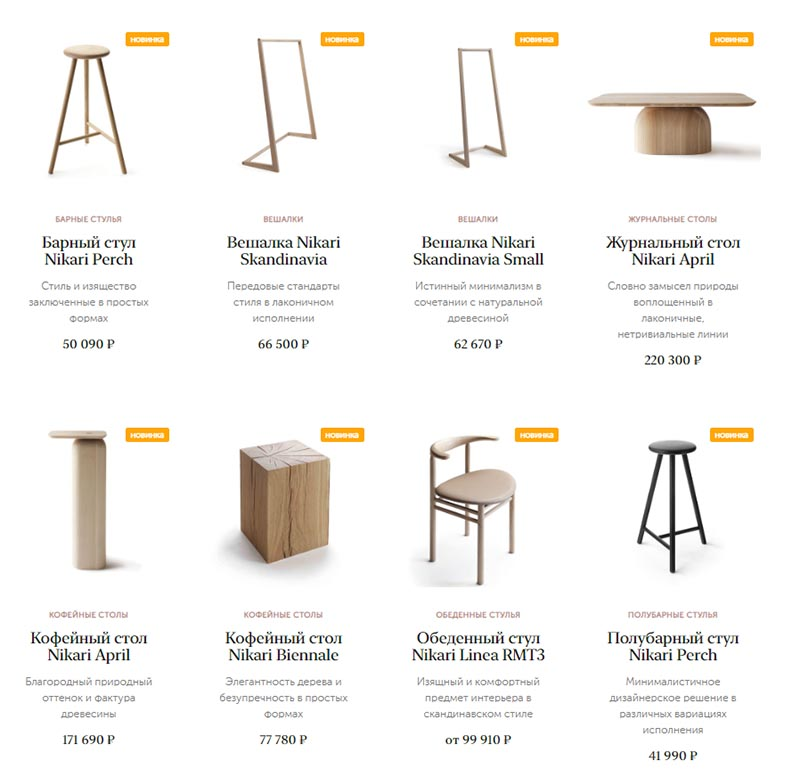 новинка
БАРНЫЕ СТУЛЬЯ
Барный стул
Nikari Perch
Стиль и изящество
заключенные в простых
формах
50 090 ₽
новинка
ВЕШАЛКИ
Вешалка Nikari
Skandinavia
Передовые стандарты
стиля в лаконичном
исполнении
66 500 ₽
новинка
ВЕШАЛКИ
Вешалка Nikari
Skandinavia Small
Истинный минимализм в
сочетании с натуральной
древесиной
62 670 ₽
новинка
ЖУРНАЛЬНЫЕ СТОЛЫ
Журнальный стол
Nikari April
Словно замысел природы
воплощенный в
лаконичные,
нетривиальные линии
220 300 ₽
новинка
КОФЕЙНЫЕ СТОЛЫ
Кофейный стол
Nikari April
Благородный природный
оттенок и фактура
древесины
171 690 ₽
новинка
КОФЕЙНЫЕ СТОЛЫ
Кофейный стол
Nikari Biennale
Элегантность дерева и
безупречность в простых
формах
77 780 ₽
новинка
ОБЕДЕННЫЕ СТУЛЬЯ
Обеденный стул
Nikari Linea RMT3
Изящный и комфортный
предмет интерьера в
скандинавском стиле
от 99 910 ₽
новинка
ПОЛУБАРНЫЕ СТУЛЬЯ
Полубарный стул
Nikari Perch
Минималистичное
дизайнерское решение в
различных вариациях
исполнения
41 990 ₽